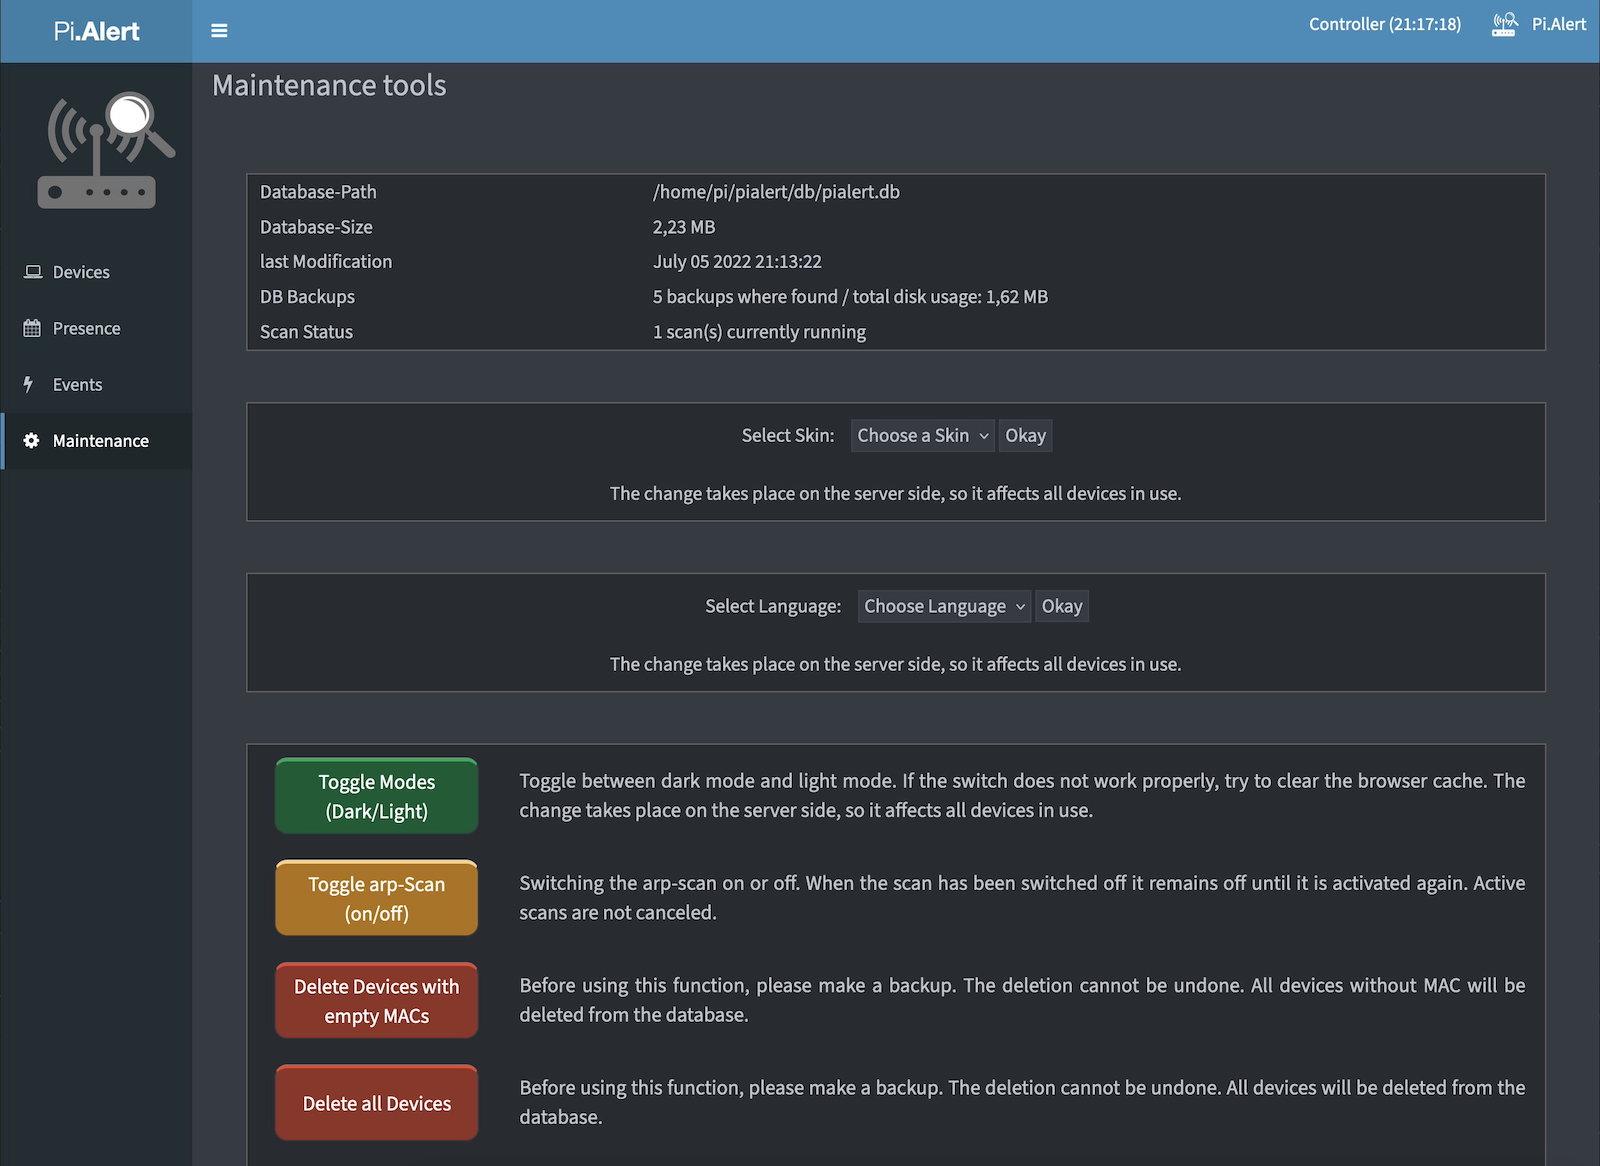 Pi.Alert
Controller (21:17:18)
Pi.Alert
Maintenance tools
Devices
Presence
Events
Maintenance
Database-Path /home/pi/pialert/db/pialert.db
Database-Size 2,23 MB
last Modification July 05 2022 21:13:22
DB Backups 5 backups where found / total disk usage: 1,62 MB
Scan Status 1 scan(s) currently running
Select Skin: Choose a Skin Okay
The change takes place on the server side, so it affects all devices in use.
Select Language: Choose Language Okay
The change takes place on the server side, so it affects all devices in use.
Toggle Modes
(Dark/Light)
Toggle between dark mode and light mode. If the switch does not work properly, try to clear the browser cache. The
change takes place on the server side, so it affects all devices in use.
Toggle arp-Scan
(on/off)
Switching the arp-scan on or off. When the scan has been switched off it remains off until it is activated again. Active
scans are not canceled.
Delete Devices with
empty MACs
Before using this function, please make a backup. The deletion cannot be undone. All devices without MAC will be
deleted from the database.
Delete all Devices
Before using this function, please make a backup. The deletion cannot be undone. All devices will be deleted from the
database.